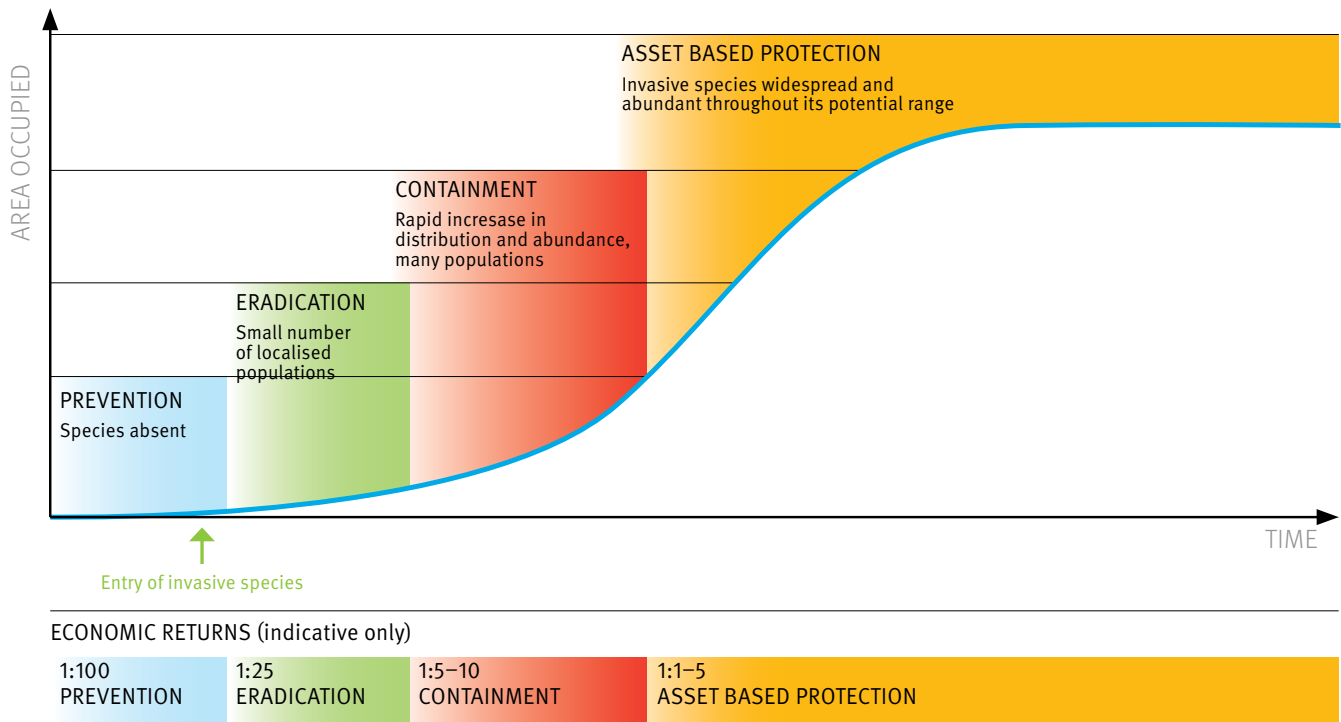 AREA OCCUPIED
ASSET BASED PROTECTION
Invasive species widespread and
abundant throughout its potential range
CONTAINMENT
Rapid incresase in
distribution and abundance,
many populations
ERADICATION
Small number
of localised
populations
PREVENTION
Species absent
TIME
Entry of invasive species
ECONOMIC RETURNS (indicative only)
1:100
PREVENTION
1:25
ERADICATION
1:5–10
CONTAINMENT
1:1–5
ASSET BASED PROTECTION